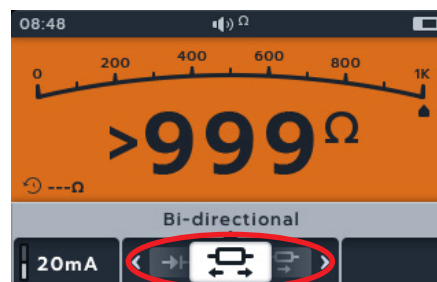 08:48 Ω
0 200 400 600 800 1K
>999Ω
---Ω
Bi-directional
20mA